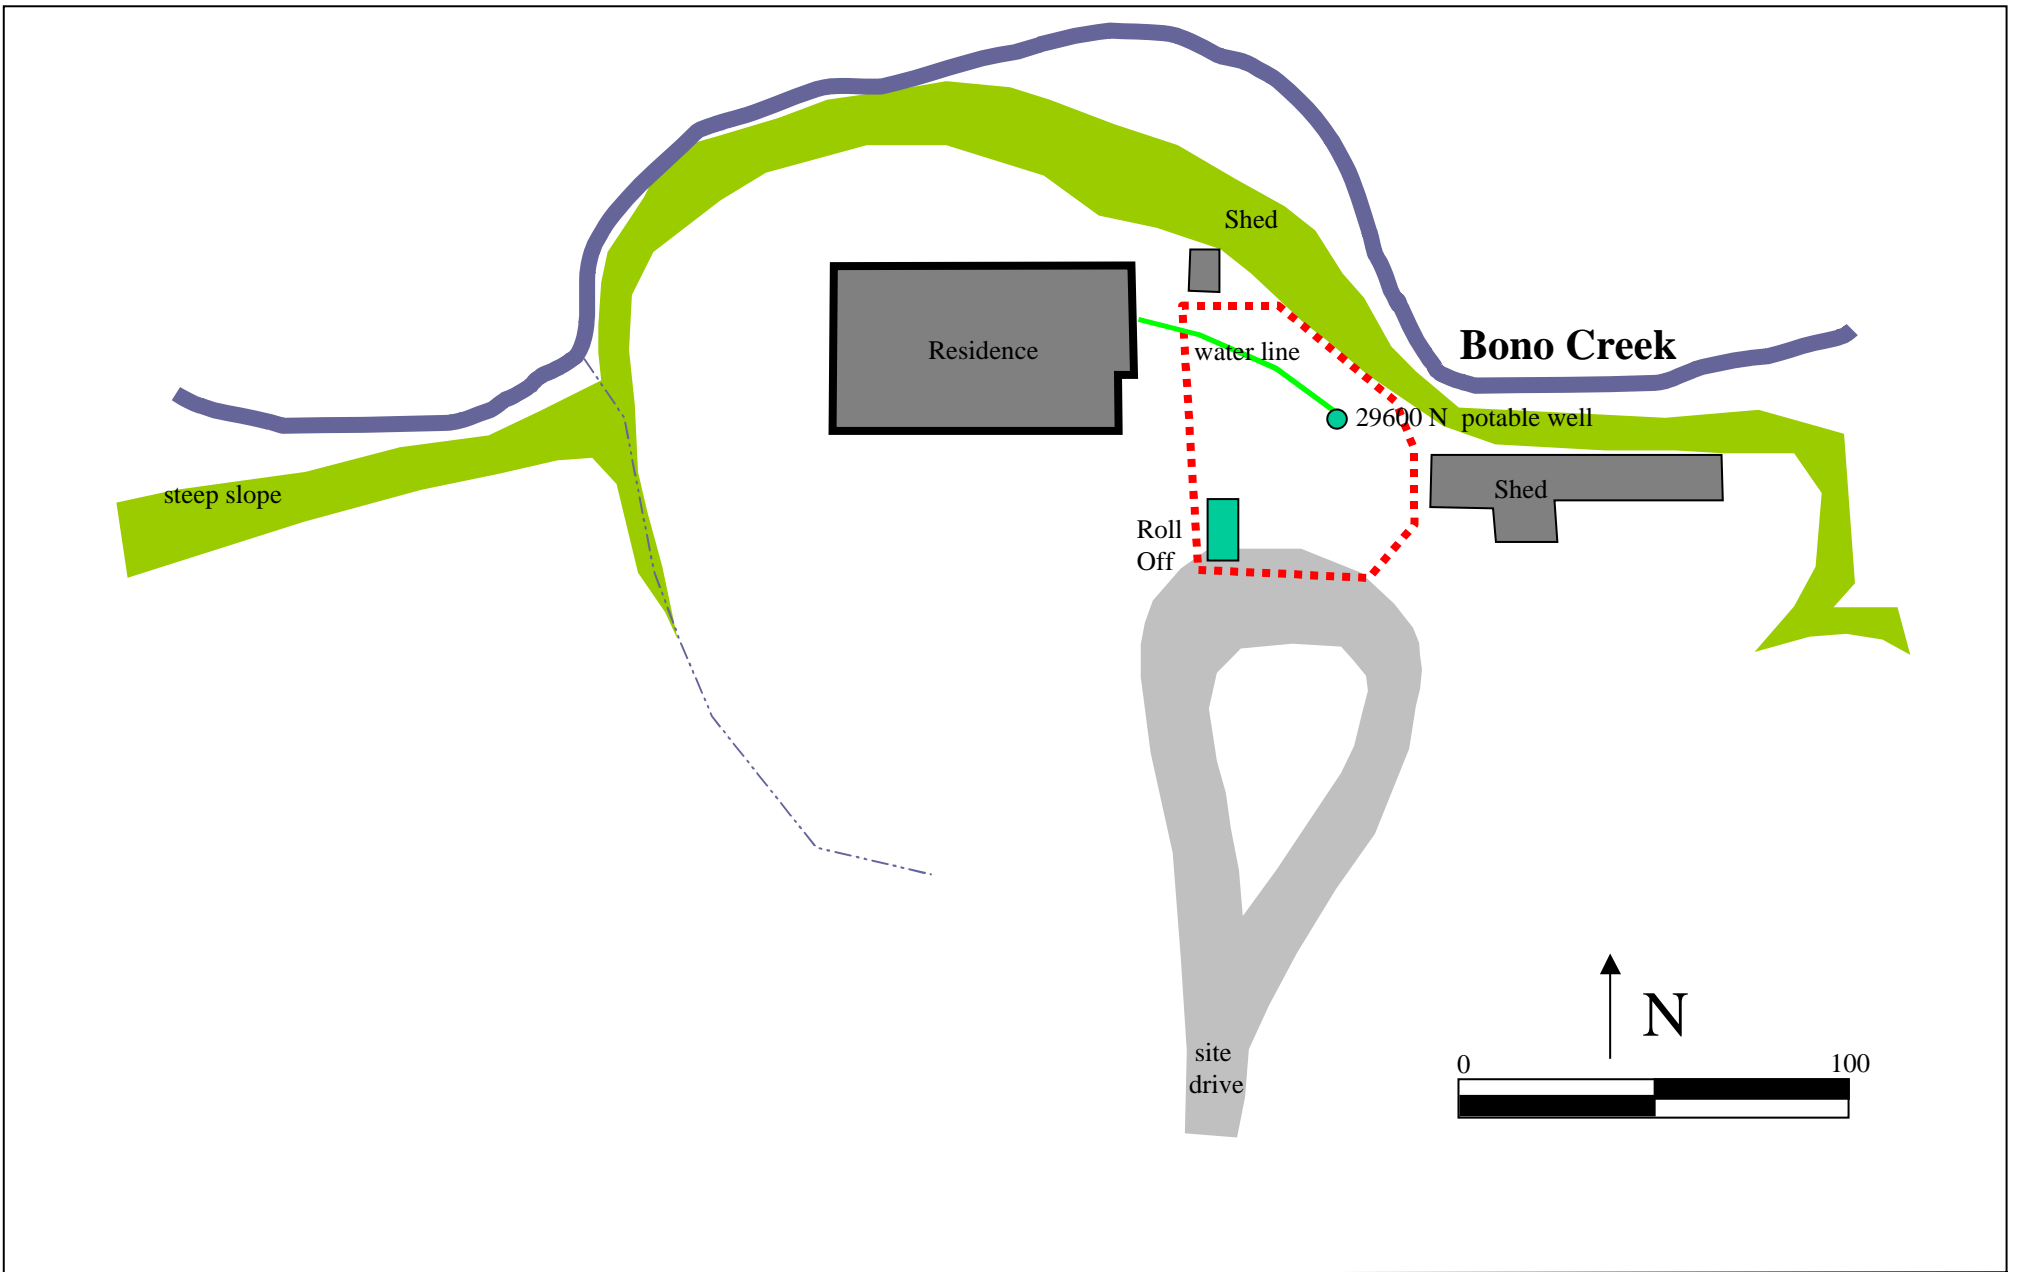 Shed
Bono Creek
Residence
water line
29600 N potable well
steep slope
Shed
Roll
Off
N
site
drive
0
100